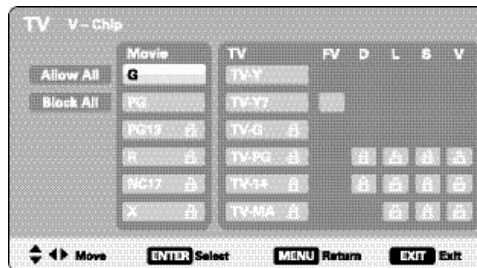 TV V-Chip
Movie TV FV D L S V
Allow All G TV-Y
Block All PG TV-Y7
PG13 TV-G
R TV-PG
NC17 TV-14
X TV-MA
Move ENTER Select MENU Return EXIT Exit